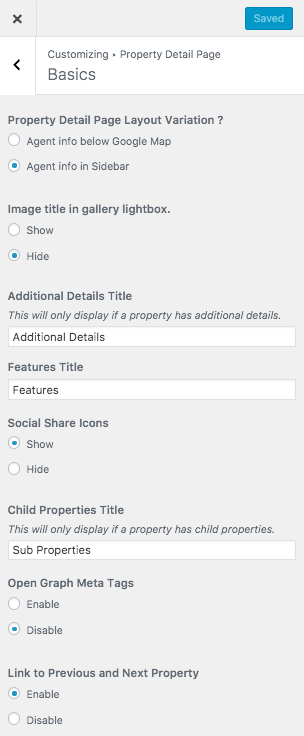 Saved
Customizing ▸ Property Detail Page
Basics
Property Detail Page Layout Variation ?
Agent info below Google Map
Agent info in Sidebar
Image title in gallery lightbox.
Show
Hide
Additional Details Title
This will only display if a property has additional details.
Additional Details
Features Title
Features
Social Share Icons
Show
Hide
Child Properties Title
This will only display if a property has child properties.
Sub Properties
Open Graph Meta Tags
Enable
Disable
Link to Previous and Next Property
Enable
Disable